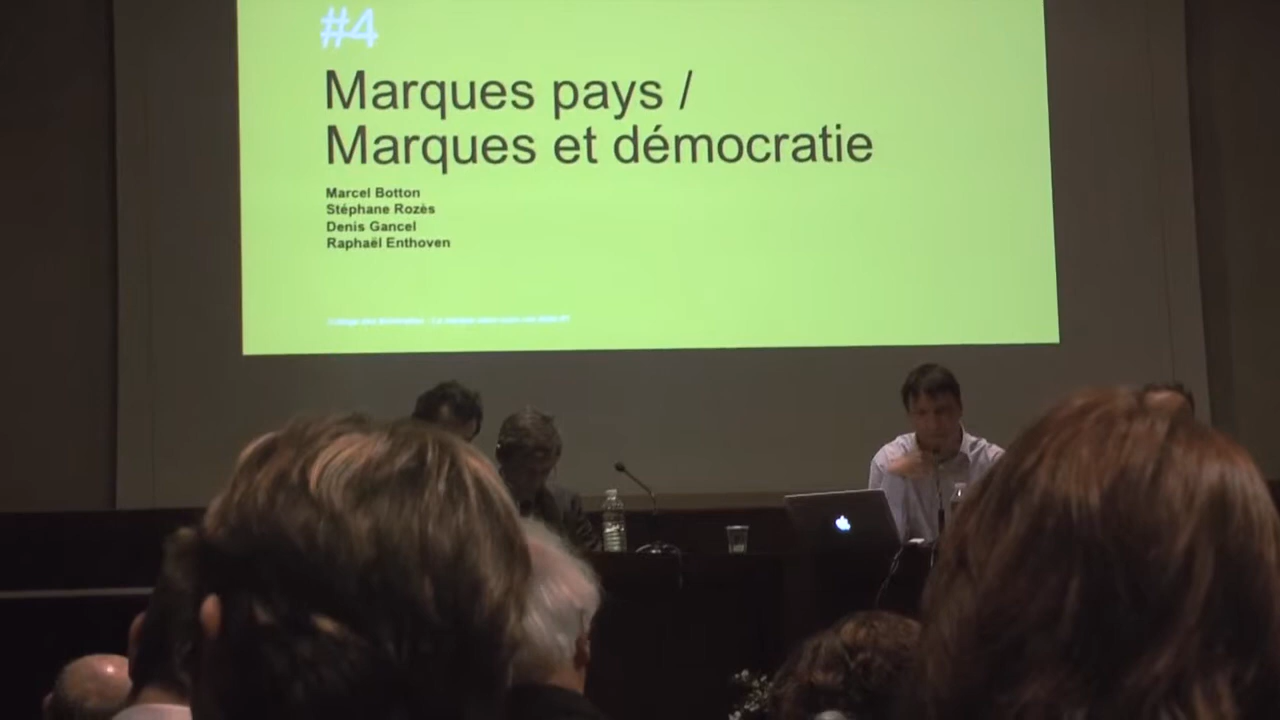 #4
Marques pays /
Marques et démocratie
Marcel Botton
Stéphane Rozès
Denis Gancel
Raphaël Enthoven